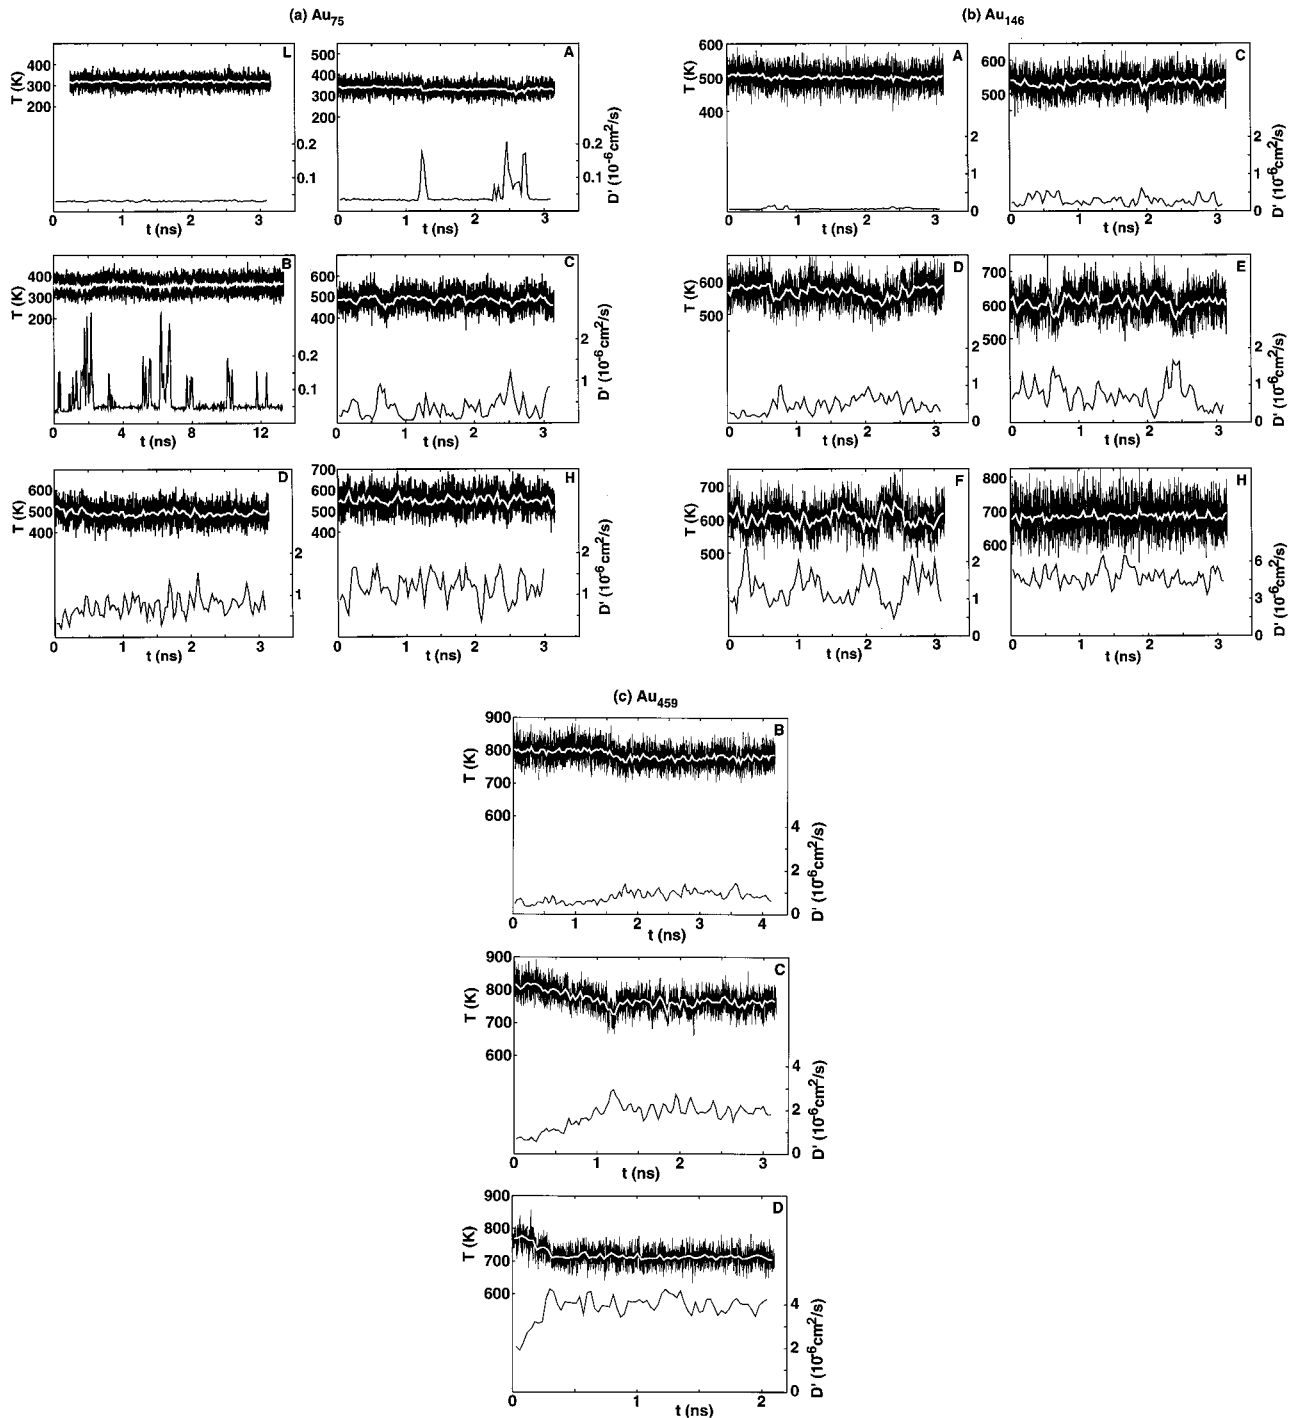 (a) Au75
(b) Au146
L
T (K)
400
300
200
0.2
0.1
0 1 2 3
t (ns)
A
500
400
300
200
0.2
0.1
D' (10-6cm2/s)
0 1 2 3
t (ns)
A
T (K)
600
500
400
2
1
0
0 1 2 3
t (ns)
C
600
500
2
1
0
D' (10-6cm2/s)
0 1 2 3
t (ns)
B
T (K)
400
300
200
0.2
0.1
0 4 8 12
t (ns)
C
600
500
400
2
1
D' (10-6cm2/s)
0 1 2 3
t (ns)
D
T (K)
600
500
2
1
0
0 1 2 3
t (ns)
E
700
600
500
2
1
0
D' (10-6cm2/s)
0 1 2 3
t (ns)
D
T (K)
600
500
400
2
1
0 1 2 3
t (ns)
H
700
600
500
400
2
1
D' (10-6cm2/s)
0 1 2 3
t (ns)
F
T (K)
700
600
500
2
1
0
0 1 2 3
t (ns)
H
800
700
600
6
3
0
D' (10-6cm2/s)
0 1 2 3
t (ns)
(c) Au459
B
T (K)
900
800
700
600
4
2
0
D' (10-6cm2/s)
0 1 2 3 4
t (ns)
C
T (K)
900
800
700
600
4
2
0
D' (10-6cm2/s)
0 1 2 3
t (ns)
D
T (K)
900
800
700
600
4
2
0
D' (10-6cm2/s)
0 1 2
t (ns)